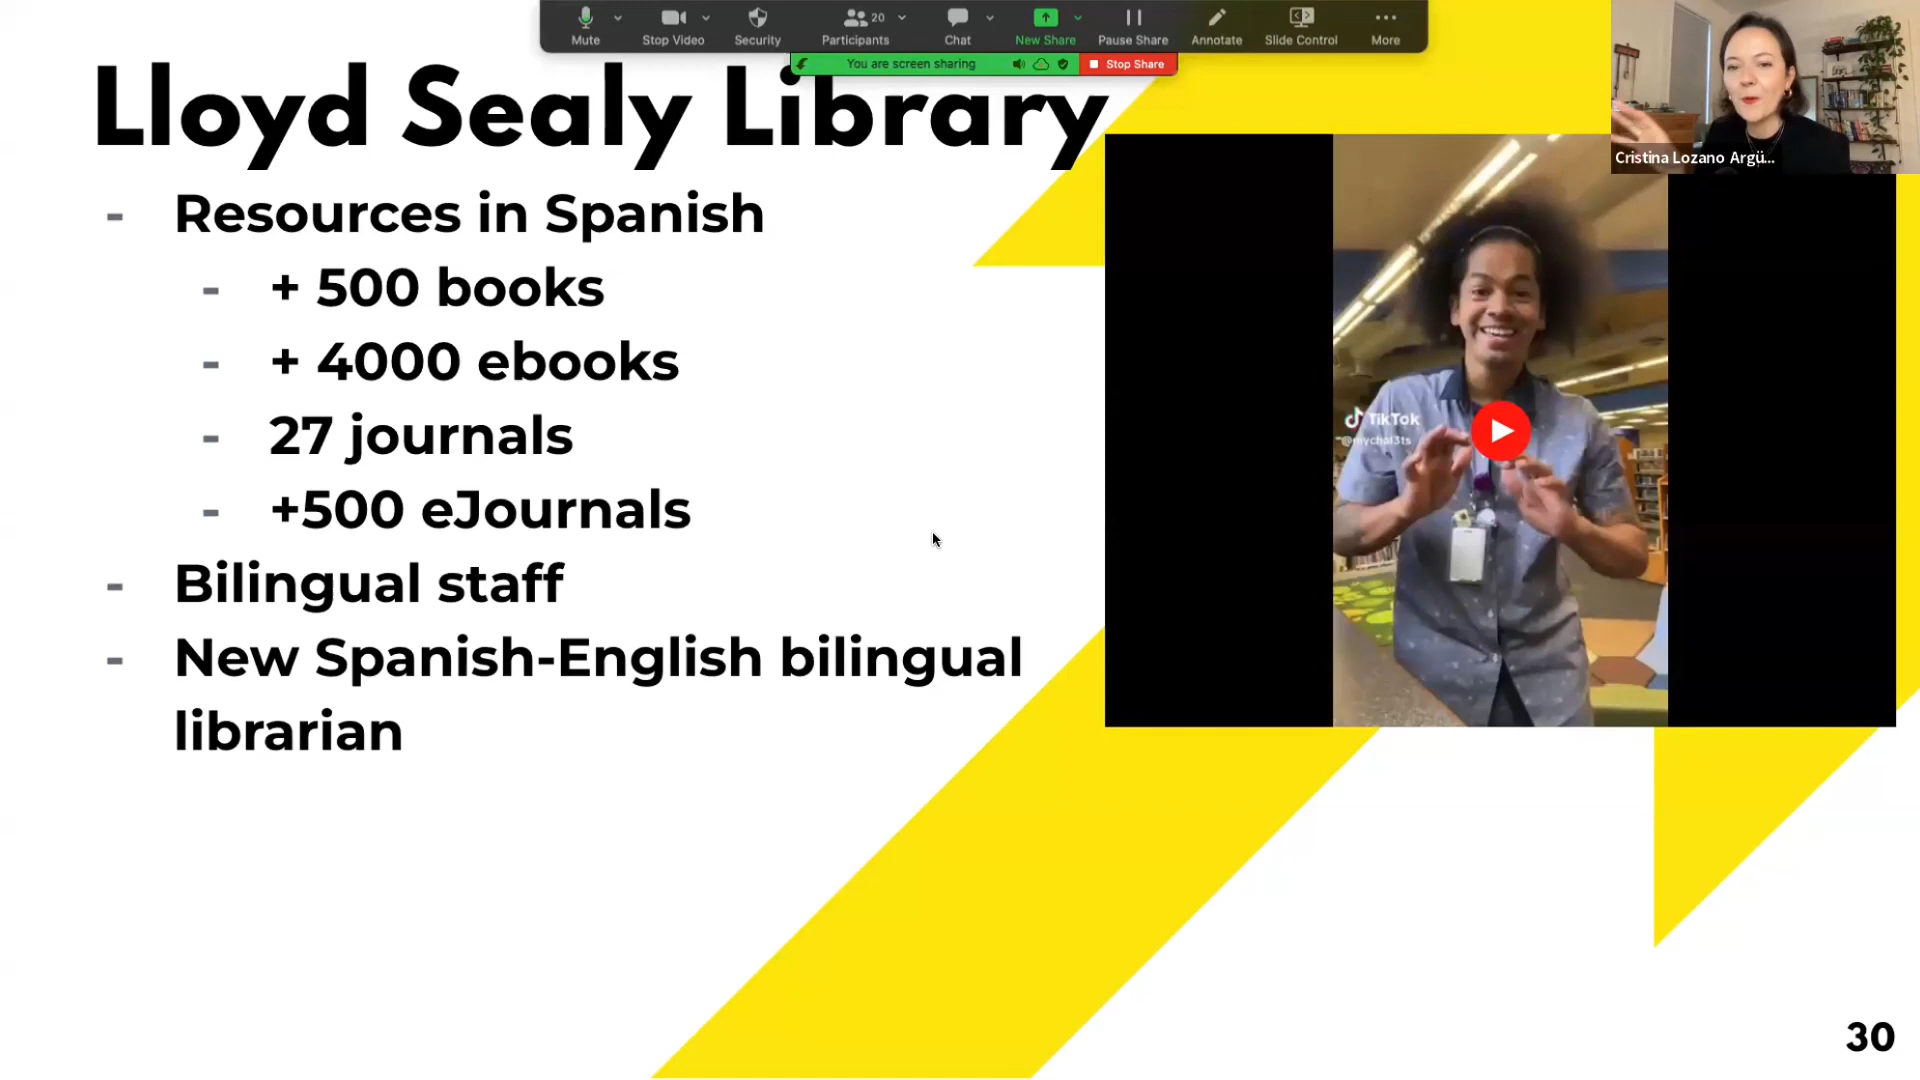 Mute
Stop Video
Security
Participants
20
Chat
New Share
Pause Share
Annotate
Slide Control
More
You are screen sharing
Stop Share
Cristina Lozano Argü...
Lloyd Sealy Library
- Resources in Spanish
- + 500 books
- + 4000 ebooks
- 27 journals
- +500 eJournals
- Bilingual staff
- New Spanish-English bilingual
librarian
TikTok
@mychal3ts
30